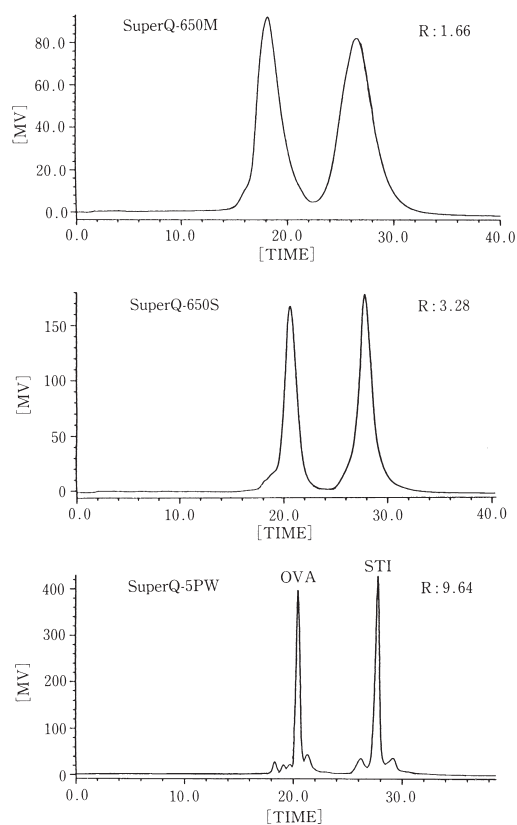 SuperQ-650M
R:1.66
[MV]
80.0
60.0
40.0
20.0
0.0
0.0 10.0 20.0 30.0 40.0
[TIME]
SuperQ-650S
R:3.28
[MV]
150
100
50
0
0.0 10.0 20.0 30.0 40.0
[TIME]
SuperQ-5PW
OVA
STI
R:9.64
[MV]
400
300
200
100
0
0.0 10.0 20.0 30.0
[TIME]